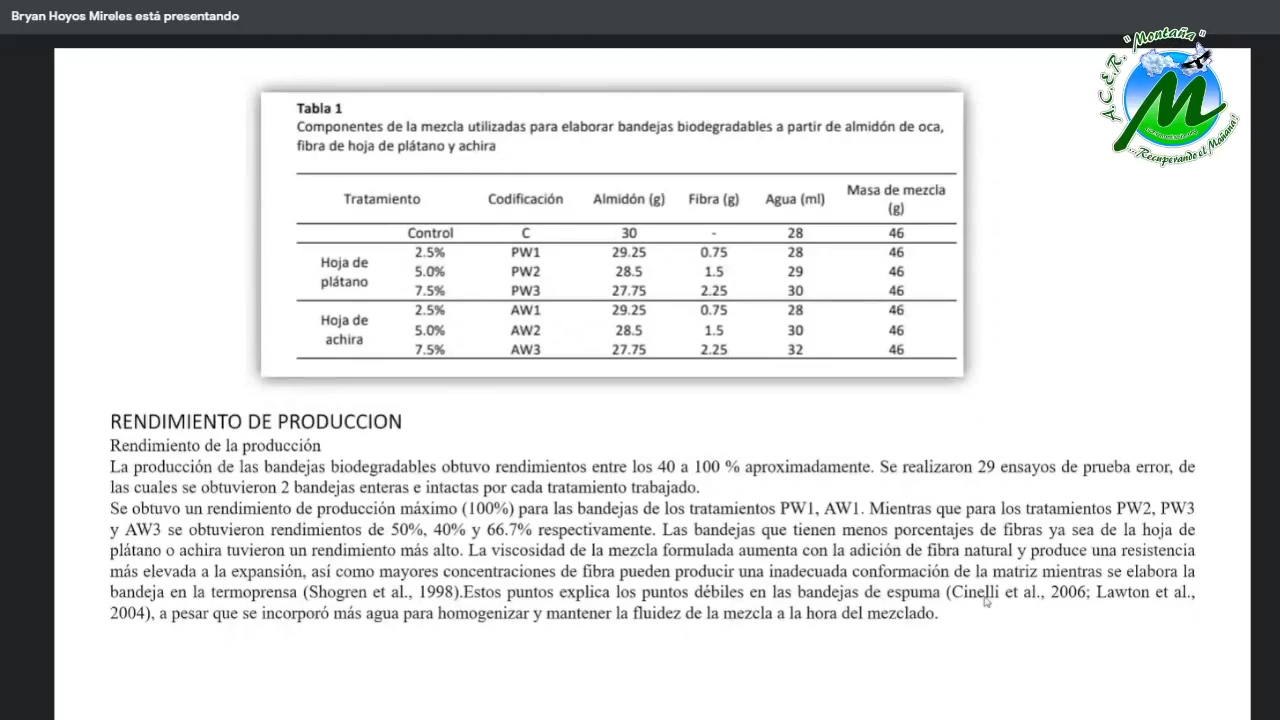 Bryan Hoyos Mireles está presentando
"Montaña"
A.C.E.R.
M
...Recuperando el Mañana!
Tabla 1
Componentes de la mezcla utilizadas para elaborar bandejas biodegradables a partir de almidón de oca,
fibra de hoja de plátano y achira
Tratamiento Codificación Almidón (g) Fibra (g) Agua (ml) Masa de mezcla (g)
Control C 30 - 28 46
Hoja de plátano
2.5% PW1 29.25 0.75 28 46
5.0% PW2 28.5 1.5 29 46
7.5% PW3 27.75 2.25 30 46
Hoja de achira
2.5% AW1 29.25 0.75 28 46
5.0% AW2 28.5 1.5 30 46
7.5% AW3 27.75 2.25 32 46
RENDIMIENTO DE PRODUCCION
Rendimiento de la producción
La producción de las bandejas biodegradables obtuvo rendimientos entre los 40 a 100 % aproximadamente. Se realizaron 29 ensayos de prueba error, de
las cuales se obtuvieron 2 bandejas enteras e intactas por cada tratamiento trabajado.
Se obtuvo un rendimiento de producción máximo (100%) para las bandejas de los tratamientos PW1, AW1. Mientras que para los tratamientos PW2, PW3
y AW3 se obtuvieron rendimientos de 50%, 40% y 66.7% respectivamente. Las bandejas que tienen menos porcentajes de fibras ya sea de la hoja de
plátano o achira tuvieron un rendimiento más alto. La viscosidad de la mezcla formulada aumenta con la adición de fibra natural y produce una resistencia
más elevada a la expansión, así como mayores concentraciones de fibra pueden producir una inadecuada conformación de la matriz mientras se elabora la
bandeja en la termoprensa (Shogren et al., 1998).Estos puntos explica los puntos débiles en las bandejas de espuma (Cinelli et al., 2006; Lawton et al.,
2004), a pesar que se incorporó más agua para homogenizar y mantener la fluidez de la mezcla a la hora del mezclado.